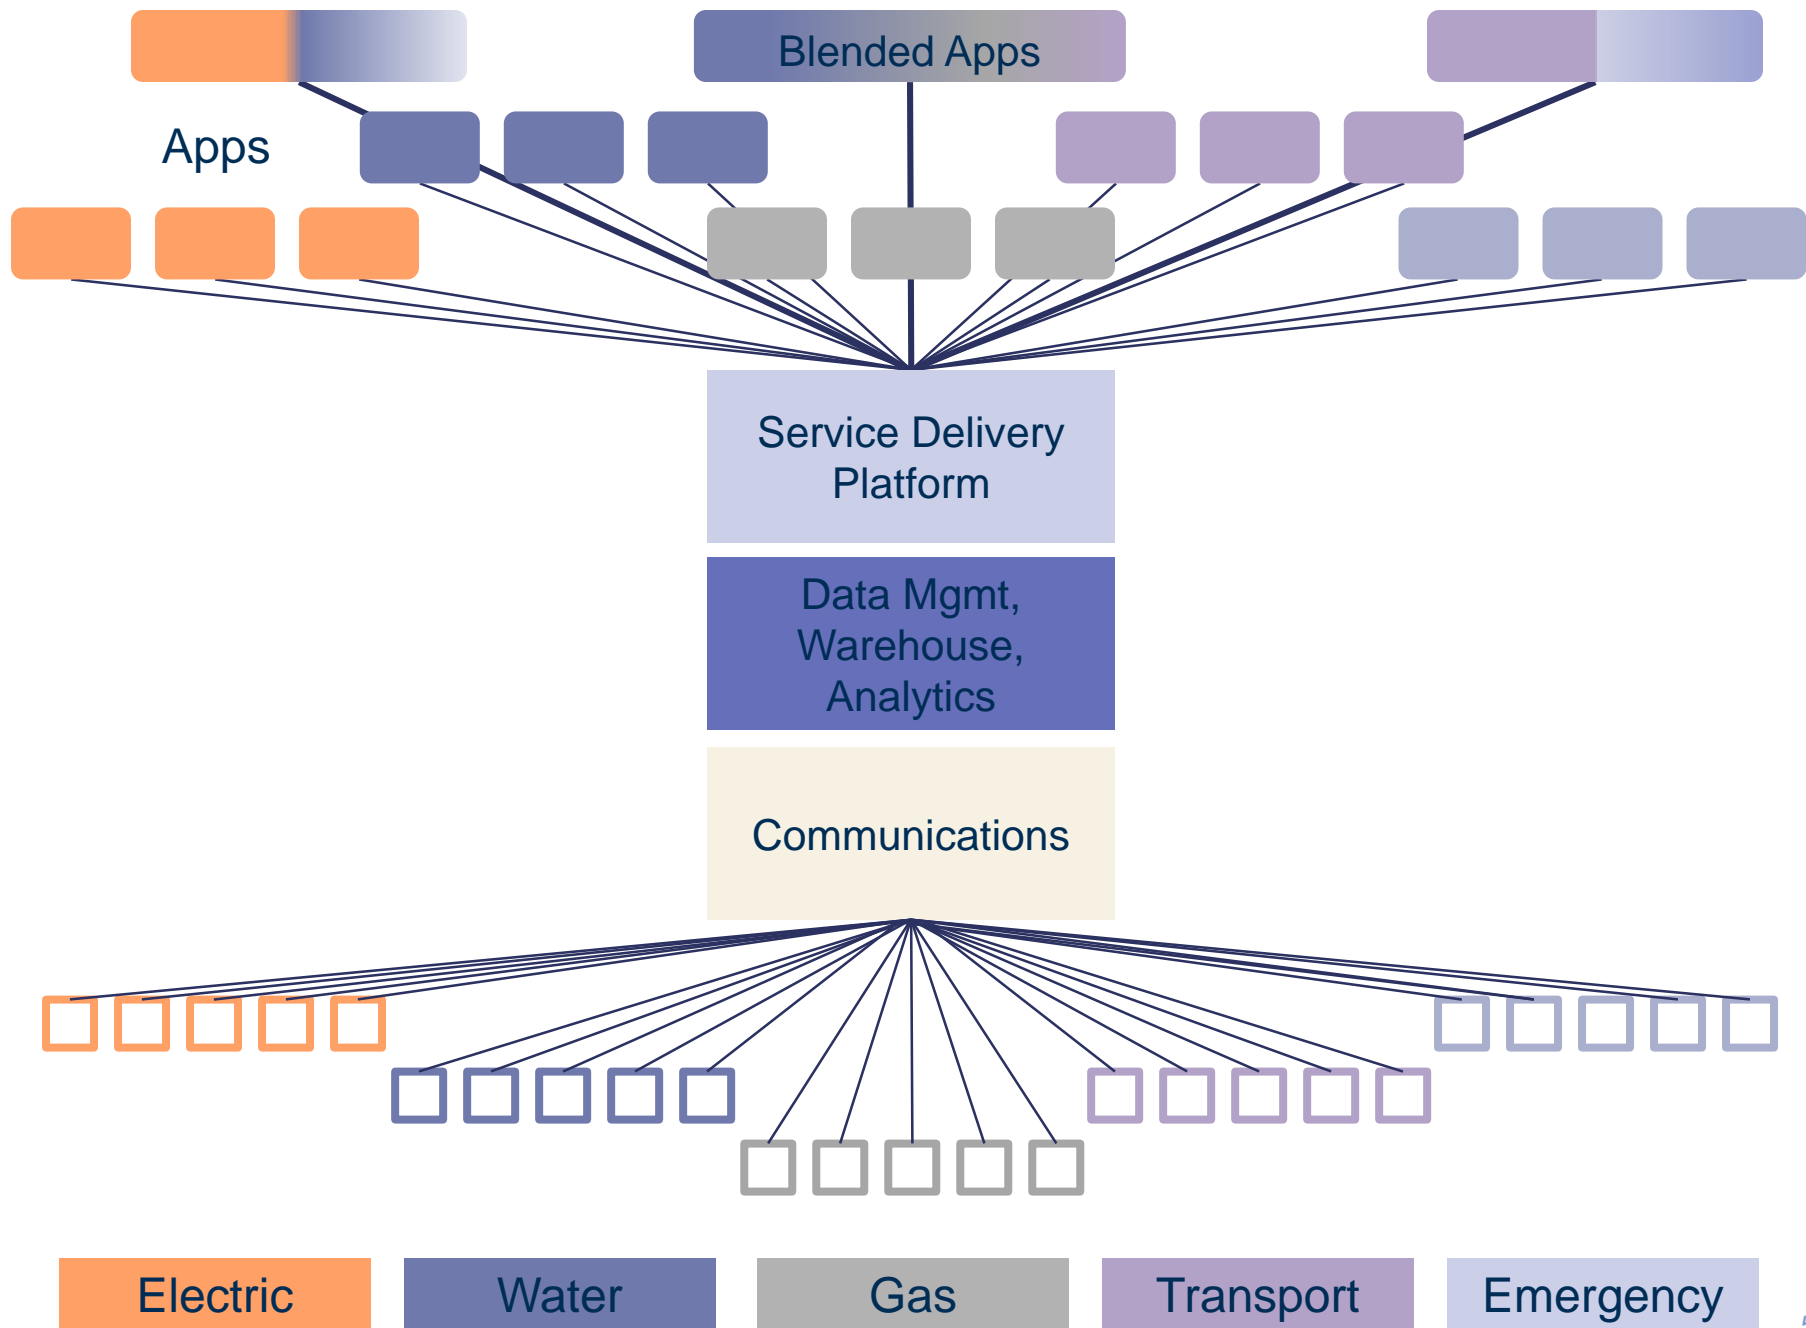 Blended Apps
Apps
Service Delivery
Platform
Data Mgmt,
Warehouse,
Analytics
Communications
Electric
Water
Gas
Transport
Emergency